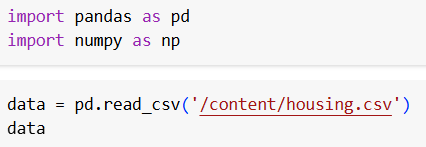 import pandas as pd
import numpy as np
data = pd.read_csv('/content/housing.csv')
data